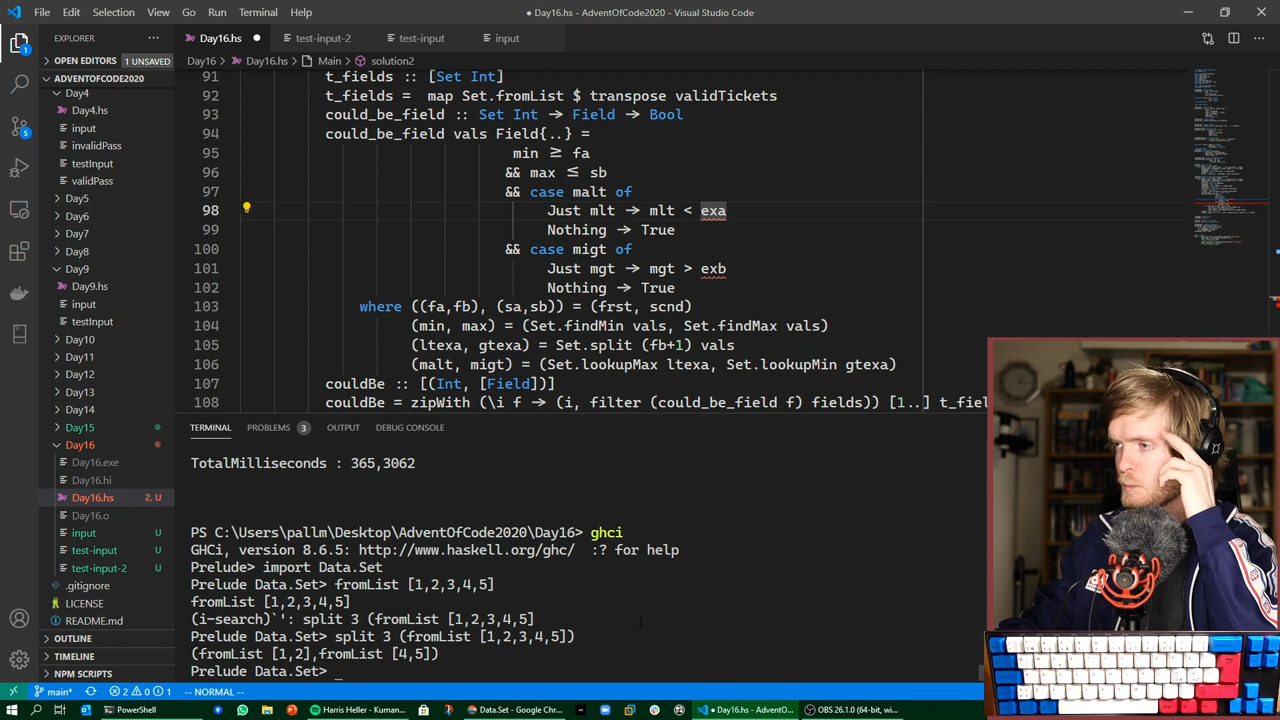 File Edit Selection View Go Run Terminal Help
● Day16.hs - AdventOfCode2020 - Visual Studio Code
EXPLORER
Day16.hs
test-input-2
test-input
input
OPEN EDITORS 1 UNSAVED
Day16 > Day16.hs > Main > solution2
ADVENTOFCODE2020
Day4
Day4.hs
input
invalidPass
testInput
validPass
Day5
Day6
Day7
Day8
Day9
Day9.hs
input
testInput
Day10
Day11
Day12
Day13
Day14
Day15
Day16
Day16.exe
Day16.hi
Day16.hs 2, U
Day16.o
input U
test-input U
test-input-2 U
.gitignore
LICENSE
README.md
OUTLINE
TIMELINE
NPM SCRIPTS
91 t_fields :: [Set Int]
92 t_fields = map Set.fromList $ transpose validTickets
93 could_be_field :: Set Int → Field → Bool
94 could_be_field vals Field{..} =
95 min ≥ fa
96 && max ≤ sb
97 && case malt of
98 Just mlt → mlt < exa
99 Nothing → True
100 && case migt of
101 Just mgt → mgt > exb
102 Nothing → True
103 where ((fa,fb), (sa,sb)) = (frst, scnd)
104 (min, max) = (Set.findMin vals, Set.findMax vals)
105 (ltexa, gtexa) = Set.split (fb+1) vals
106 (malt, migt) = (Set.lookupMax ltexa, Set.lookupMin gtexa)
107 couldBe :: [(Int, [Field])]
108 couldBe = zipWith (\i f → (i, filter (could_be_field f) fields)) [1..] t_fiel
TERMINAL PROBLEMS 3 OUTPUT DEBUG CONSOLE
TotalMilliseconds : 365,3062
PS C:\Users\pallm\Desktop\AdventOfCode2020\Day16> ghci
GHCi, version 8.6.5: http://www.haskell.org/ghc/ :? for help
Prelude> import Data.Set
Prelude Data.Set> fromList [1,2,3,4,5]
fromList [1,2,3,4,5]
(i-search)`': split 3 (fromList [1,2,3,4,5]
Prelude Data.Set> split 3 (fromList [1,2,3,4,5])
(fromList [1,2],fromList [4,5])
Prelude Data.Set> _
main* 2 0 1 -- NORMAL --
PowerShell
Harris Heller - Kuman...
Data.Set - Google Chr...
● Day16.hs - AdventO...
OBS 26.1.0 (64-bit, wi...